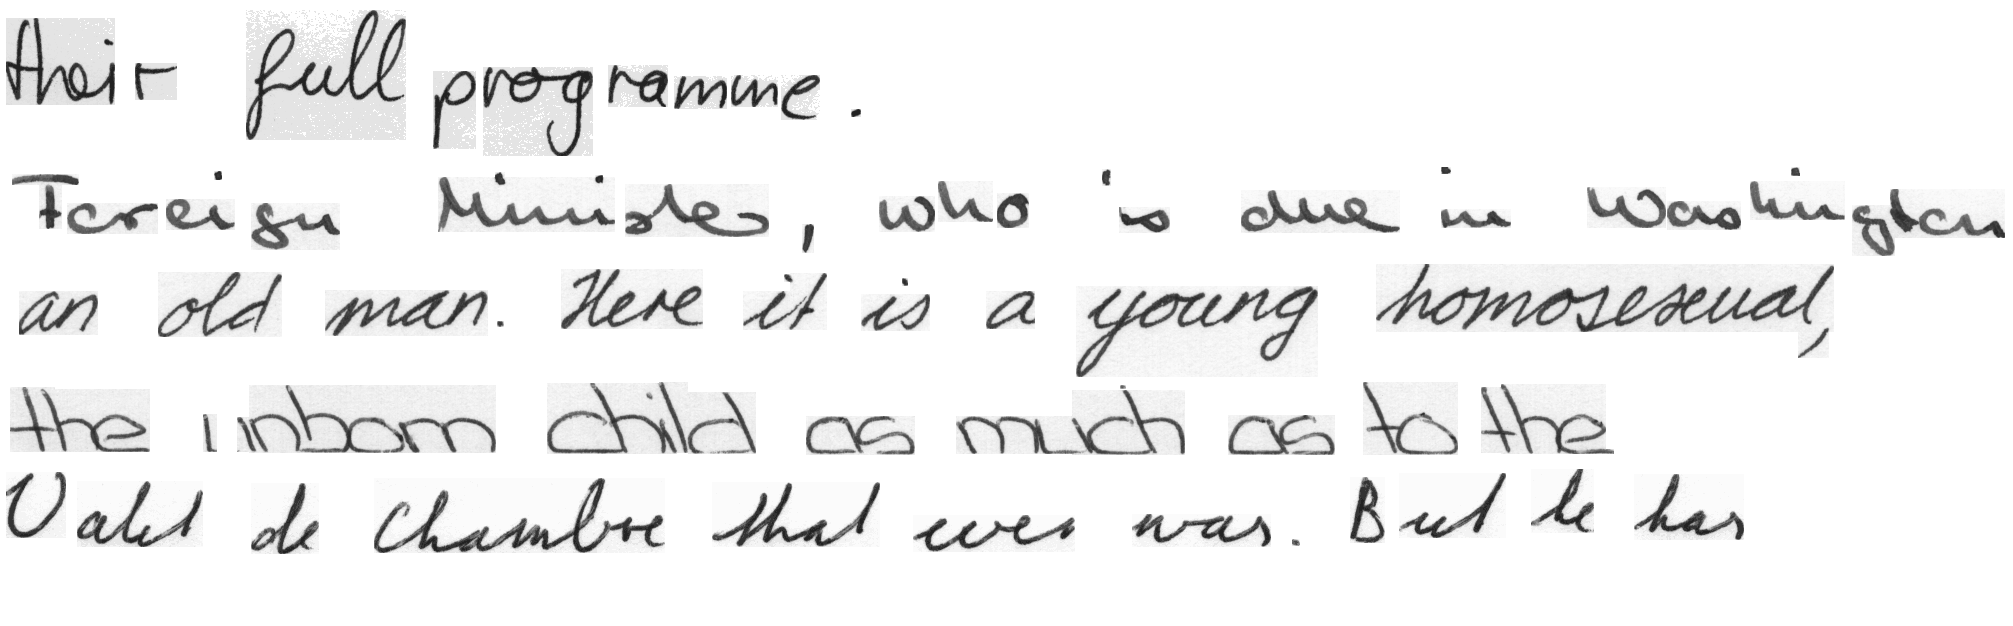 their full programme.
Foreign Minister, who is due in Washington
an old man. Here it is a young homosexual,
the unborn child as much as to the
Valet de Chambre that ever was. But he has